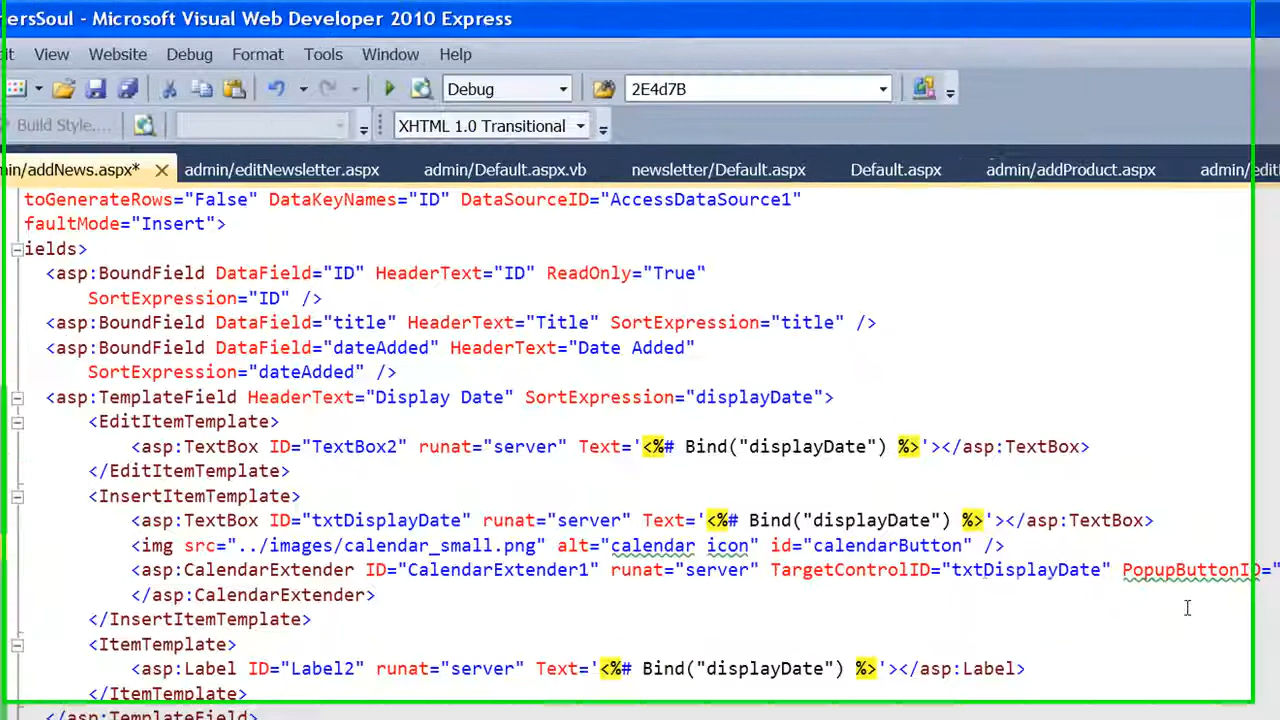 ersSoul - Microsoft Visual Web Developer 2010 Express
it View Website Debug Format Tools Window Help
Debug 2E4d7B
Build Style.... XHTML 1.0 Transitional
in/addNews.aspx* admin/editNewsletter.aspx admin/Default.aspx.vb newsletter/Default.aspx Default.aspx admin/addProduct.aspx admin/edit
toGenerateRows="False" DataKeyNames="ID" DataSourceID="AccessDataSource1"
faultMode="Insert">
ields>
<asp:BoundField DataField="ID" HeaderText="ID" ReadOnly="True"
SortExpression="ID" />
<asp:BoundField DataField="title" HeaderText="Title" SortExpression="title" />
<asp:BoundField DataField="dateAdded" HeaderText="Date Added"
SortExpression="dateAdded" />
<asp:TemplateField HeaderText="Display Date" SortExpression="displayDate">
<EditItemTemplate>
<asp:TextBox ID="TextBox2" runat="server" Text='<%# Bind("displayDate") %>'></asp:TextBox>
</EditItemTemplate>
<InsertItemTemplate>
<asp:TextBox ID="txtDisplayDate" runat="server" Text='<%# Bind("displayDate") %>'></asp:TextBox>
<img src="../images/calendar_small.png" alt="calendar icon" id="calendarButton" />
<asp:CalendarExtender ID="CalendarExtender1" runat="server" TargetControlID="txtDisplayDate" PopupButtonID="
</asp:CalendarExtender>
</InsertItemTemplate>
<ItemTemplate>
<asp:Label ID="Label2" runat="server" Text='<%# Bind("displayDate") %>'></asp:Label>
</ItemTemplate>
</asp:TemplateField>